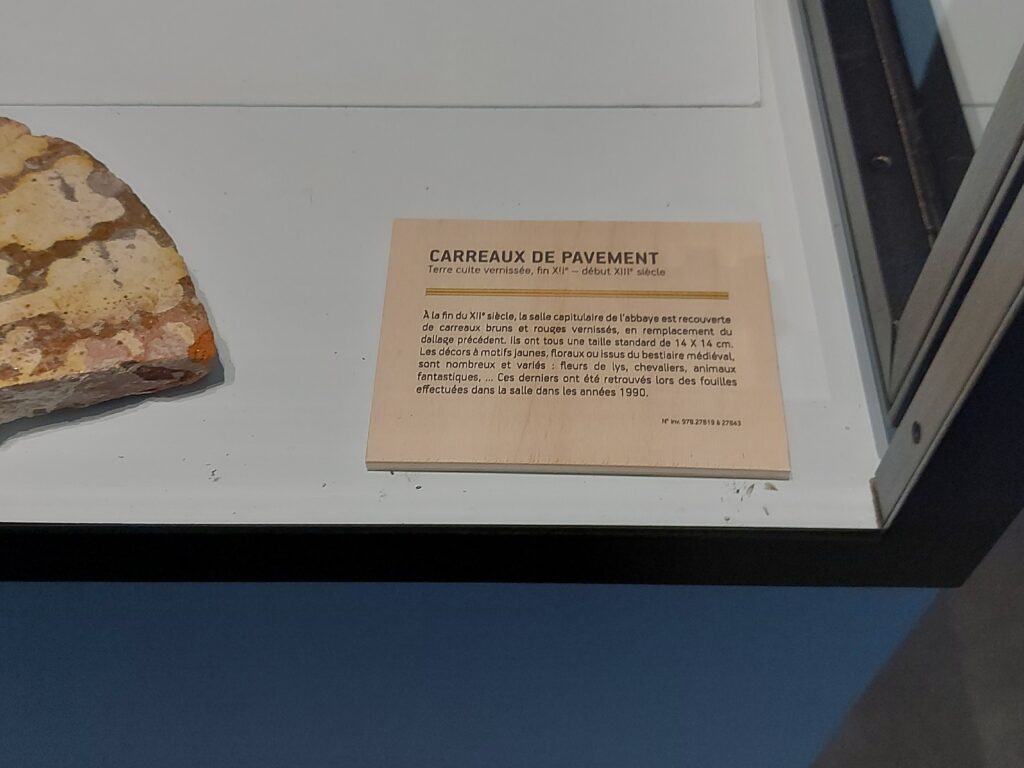 CARREAUX DE PAVEMENT
Terre cuite vernissée, fin XIIᵉ – début XIIIᵉ siècle
À la fin du XIIᵉ siècle, la salle capitulaire de l'abbaye est recouverte
de carreaux bruns et rouges vernissés, en remplacement du
dallage précédent. Ils ont tous une taille standard de 14 X 14 cm.
Les décors à motifs jaunes, floraux ou issus du bestiaire médiéval,
sont nombreux et variés : fleurs de lys, chevaliers, animaux
fantastiques, ... Ces derniers ont été retrouvés lors des fouilles
effectuées dans la salle dans les années 1990.
N° inv. 978.27819 à 27843